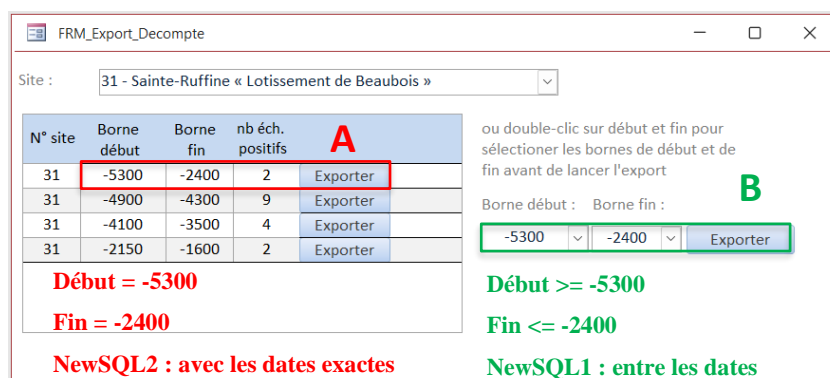 FRM_Export_Decompte
Site : 31 - Sainte-Ruffine « Lotissement de Beaubois »
N° site Borne début Borne fin nb éch. positifs A
31 -5300 -2400 2 Exporter
31 -4900 -4300 9 Exporter
31 -4100 -3500 4 Exporter
31 -2150 -1600 2 Exporter
Début = -5300
Fin = -2400
NewSQL2 : avec les dates exactes
ou double-clic sur début et fin pour
sélectioner les bornes de début et de
fin avant de lancer l'export
B
Borne début : Borne fin :
-5300 -2400 Exporter
Début >= -5300
Fin <= -2400
NewSQL1 : entre les dates